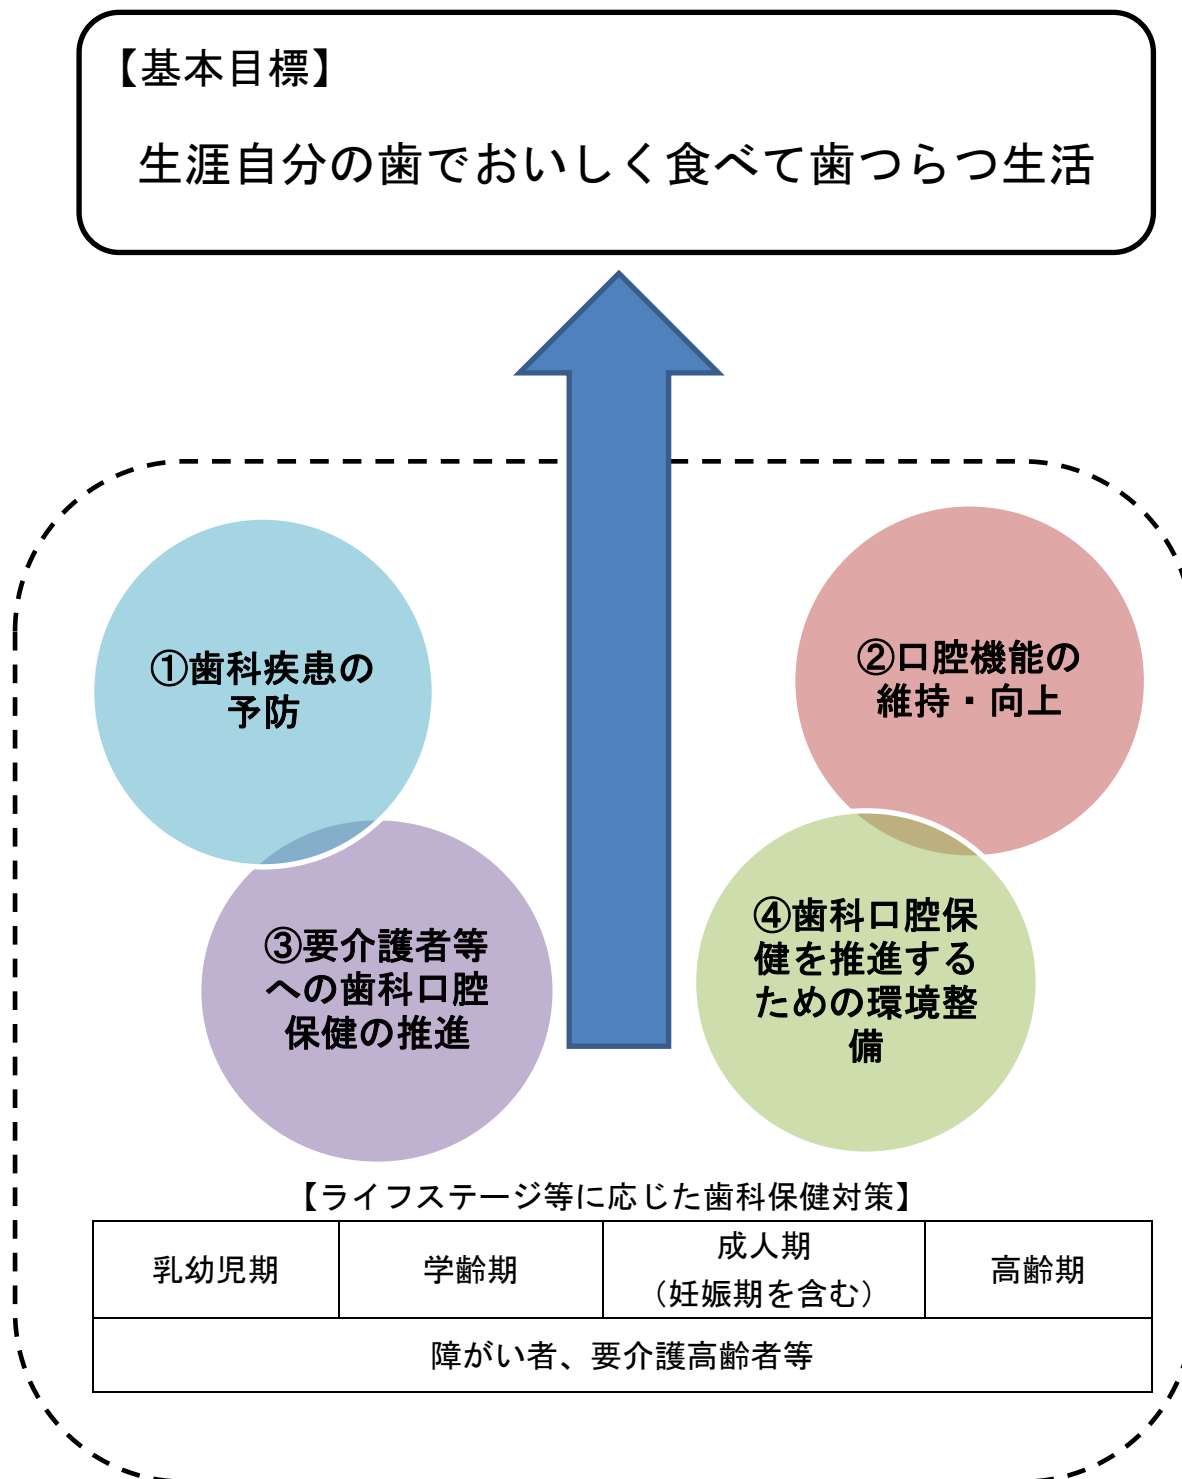 【基本目標】
生涯自分の歯でおいしく食べて歯つらつ生活
①歯科疾患の
予防
②口腔機能の
維持・向上
③要介護者等
への歯科口腔
保健の推進
④歯科口腔保
健を推進する
ための環境整
備
【ライフステージ等に応じた歯科保健対策】
乳幼児期
学齢期
成人期
（妊娠期を含む）
高齢期
障がい者、要介護高齢者等